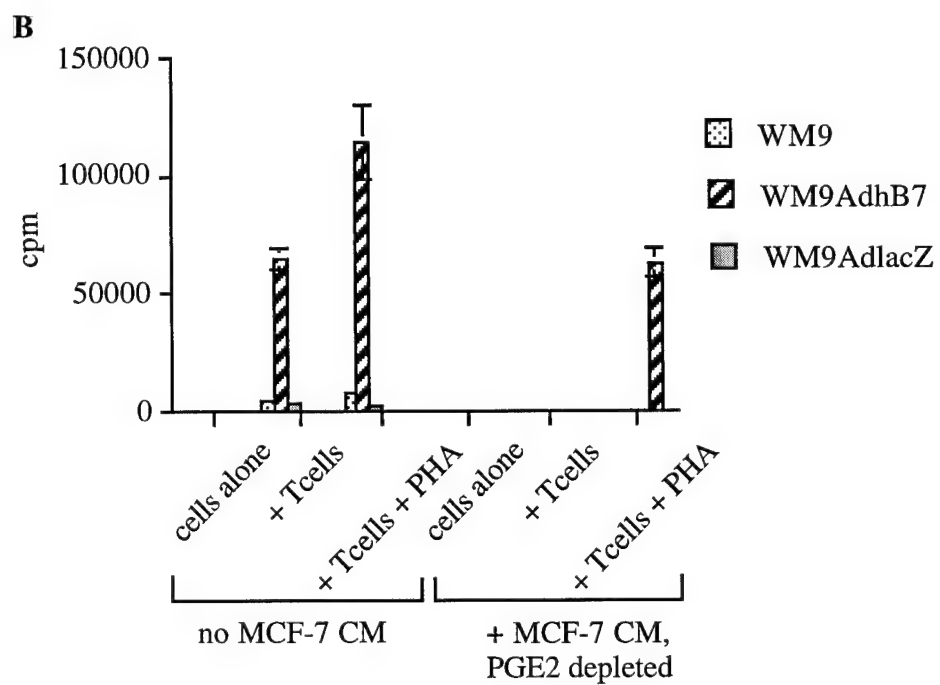 B
150000
100000
50000
0
cpm
WM9
WM9AdhB7
WM9AdlacZ
cells alone
+ Tcells
+ Tcells + PHA
cells alone
+ Tcells
+ Tcells + PHA
no MCF-7 CM
+ MCF-7 CM,
PGE2 depleted